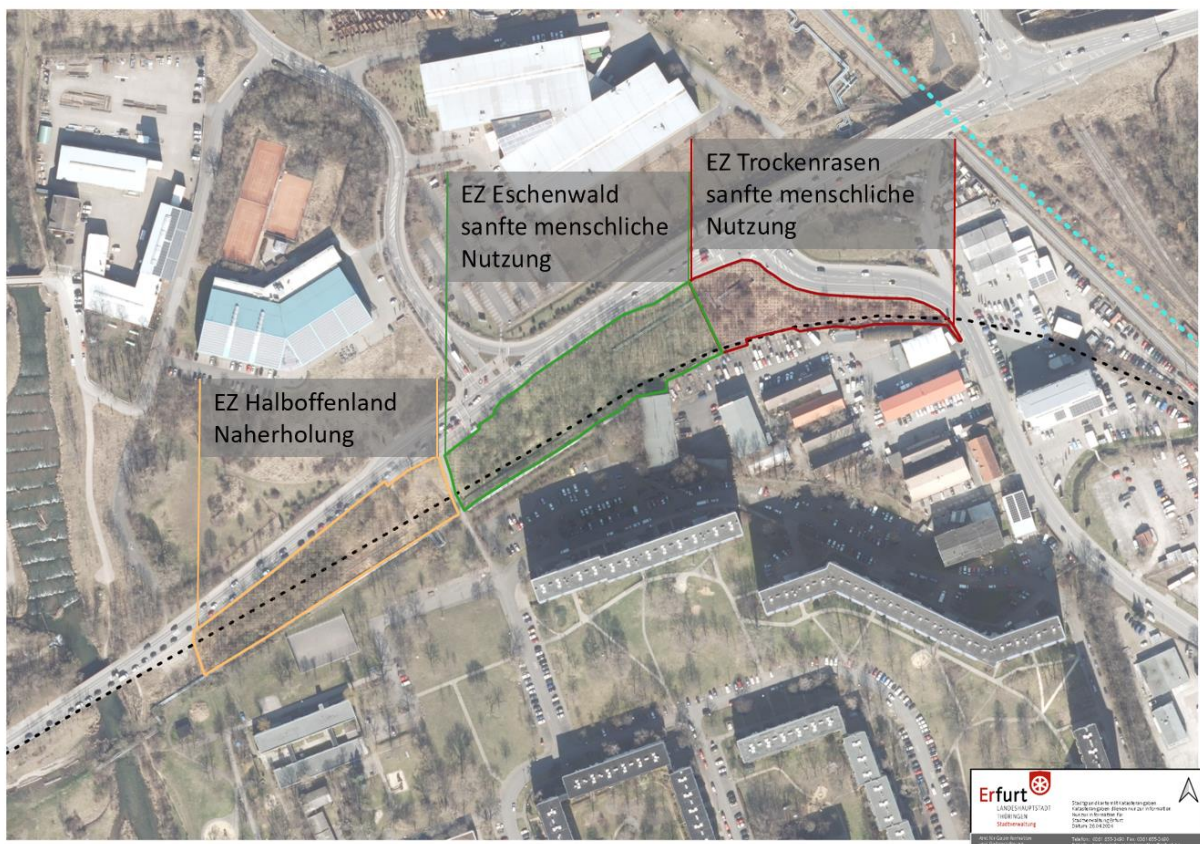 EZ Trockenrasen
sanfte menschliche
Nutzung
EZ Eschenwald
sanfte menschliche
Nutzung
EZ Halboffenland
Naherholung
Erfurt
LANDESHAUPTSTADT
THÜRINGEN
Stadtverwaltung